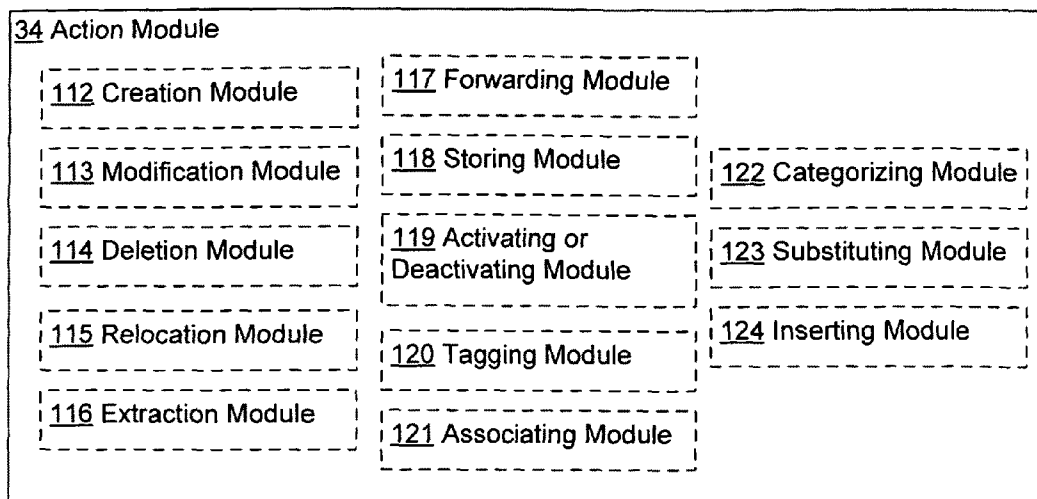 34 Action Module
112 Creation Module
113 Modification Module
114 Deletion Module
115 Relocation Module
116 Extraction Module
117 Forwarding Module
118 Storing Module
119 Activating or
Deactivating Module
120 Tagging Module
121 Associating Module
122 Categorizing Module
123 Substituting Module
124 Inserting Module